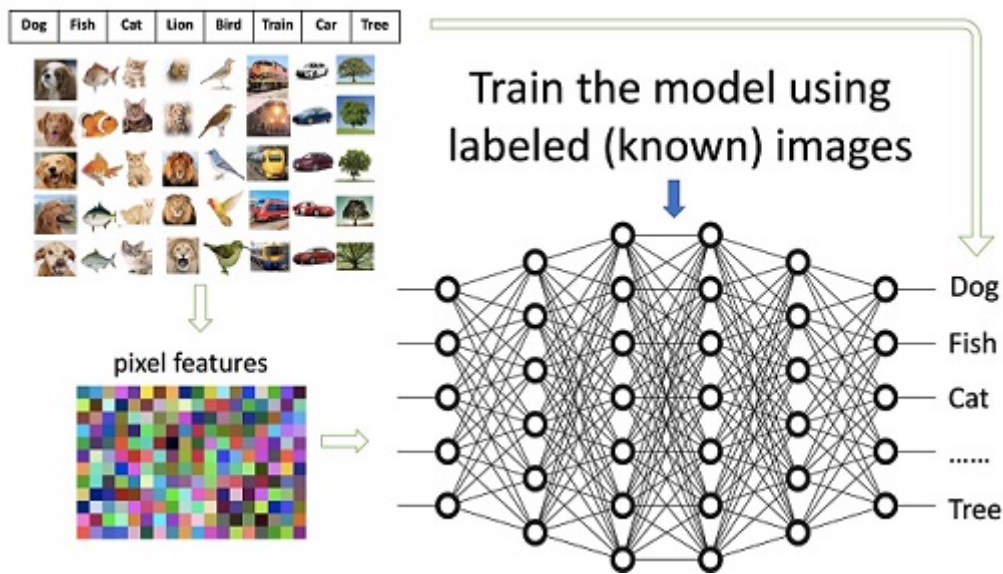 Dog Fish Cat Lion Bird Train Car Tree
Train the model using
labeled (known) images
pixel features
Dog
Fish
Cat
......
Tree